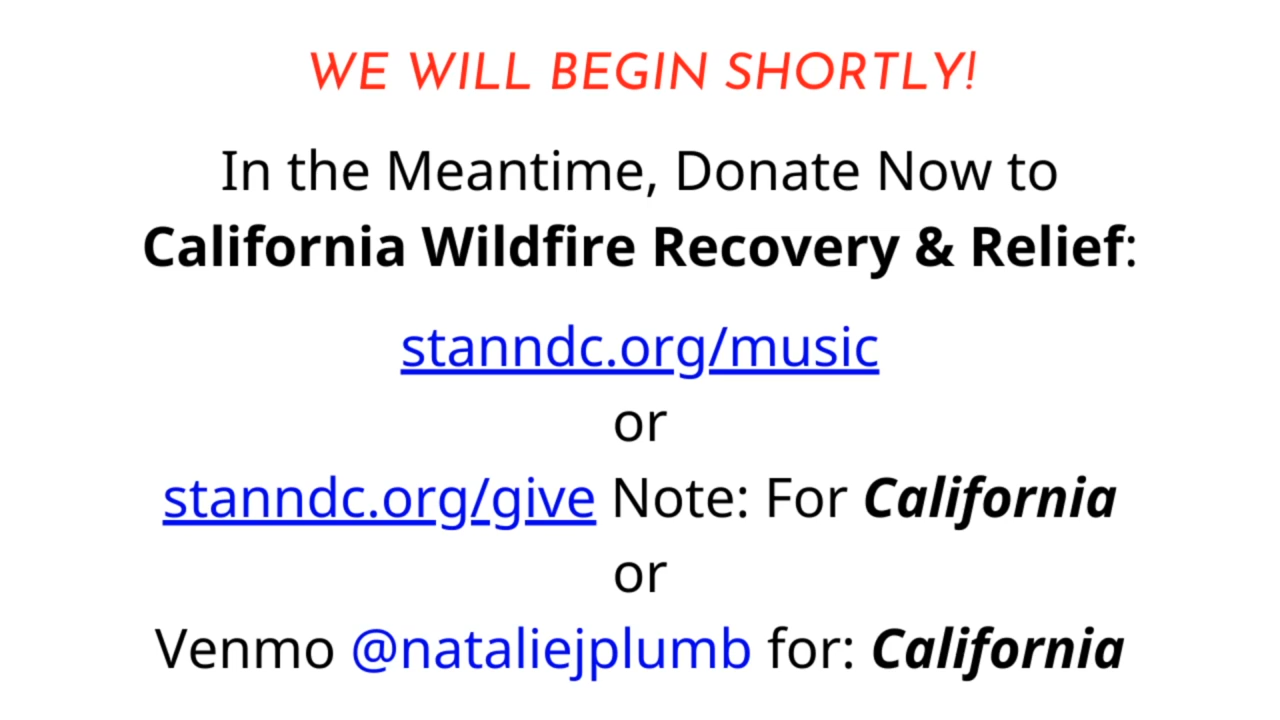 WE WILL BEGIN SHORTLY!
In the Meantime, Donate Now to
California Wildfire Recovery & Relief:
stanndc.org/music
or
stanndc.org/give Note: For California
or
Venmo @nataliejplumb for: California